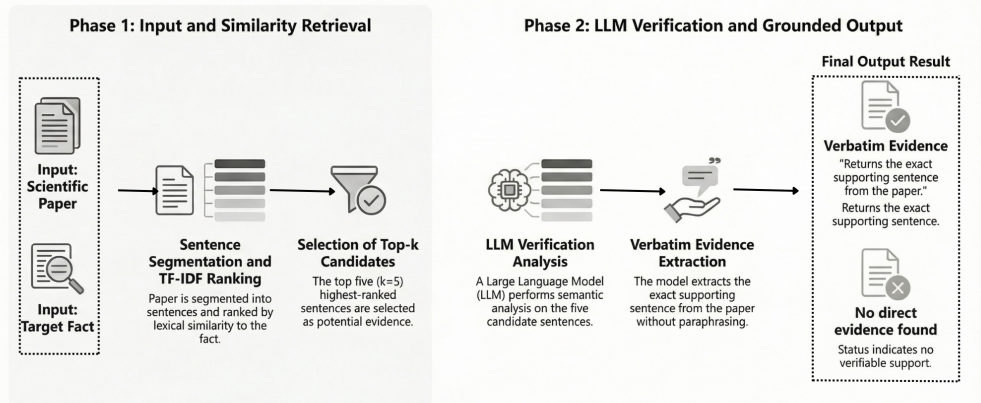 Phase 1: Input and Similarity Retrieval
Input:
Scientific
Paper
Input:
Target Fact
Sentence
Segmentation and
TF-IDF Ranking
Paper is segmented into
sentences and ranked by
lexical similarity to the
fact.
Selection of Top-k
Candidates
The top five (k=5)
highest-ranked
sentences are selected
as potential evidence.
Phase 2: LLM Verification and Grounded Output
LLM Verification
Analysis
A Large Language Model
(LLM) performs semantic
analysis on the five
candidate sentences.
Verbatim Evidence
Extraction
The model extracts the
exact supporting
sentence from the paper
without paraphrasing.
Final Output Result
Verbatim Evidence
"Returns the exact
supporting sentence
from the paper."
Returns the exact
supporting sentence.
No direct
evidence found
Status indicates no
verifiable support.